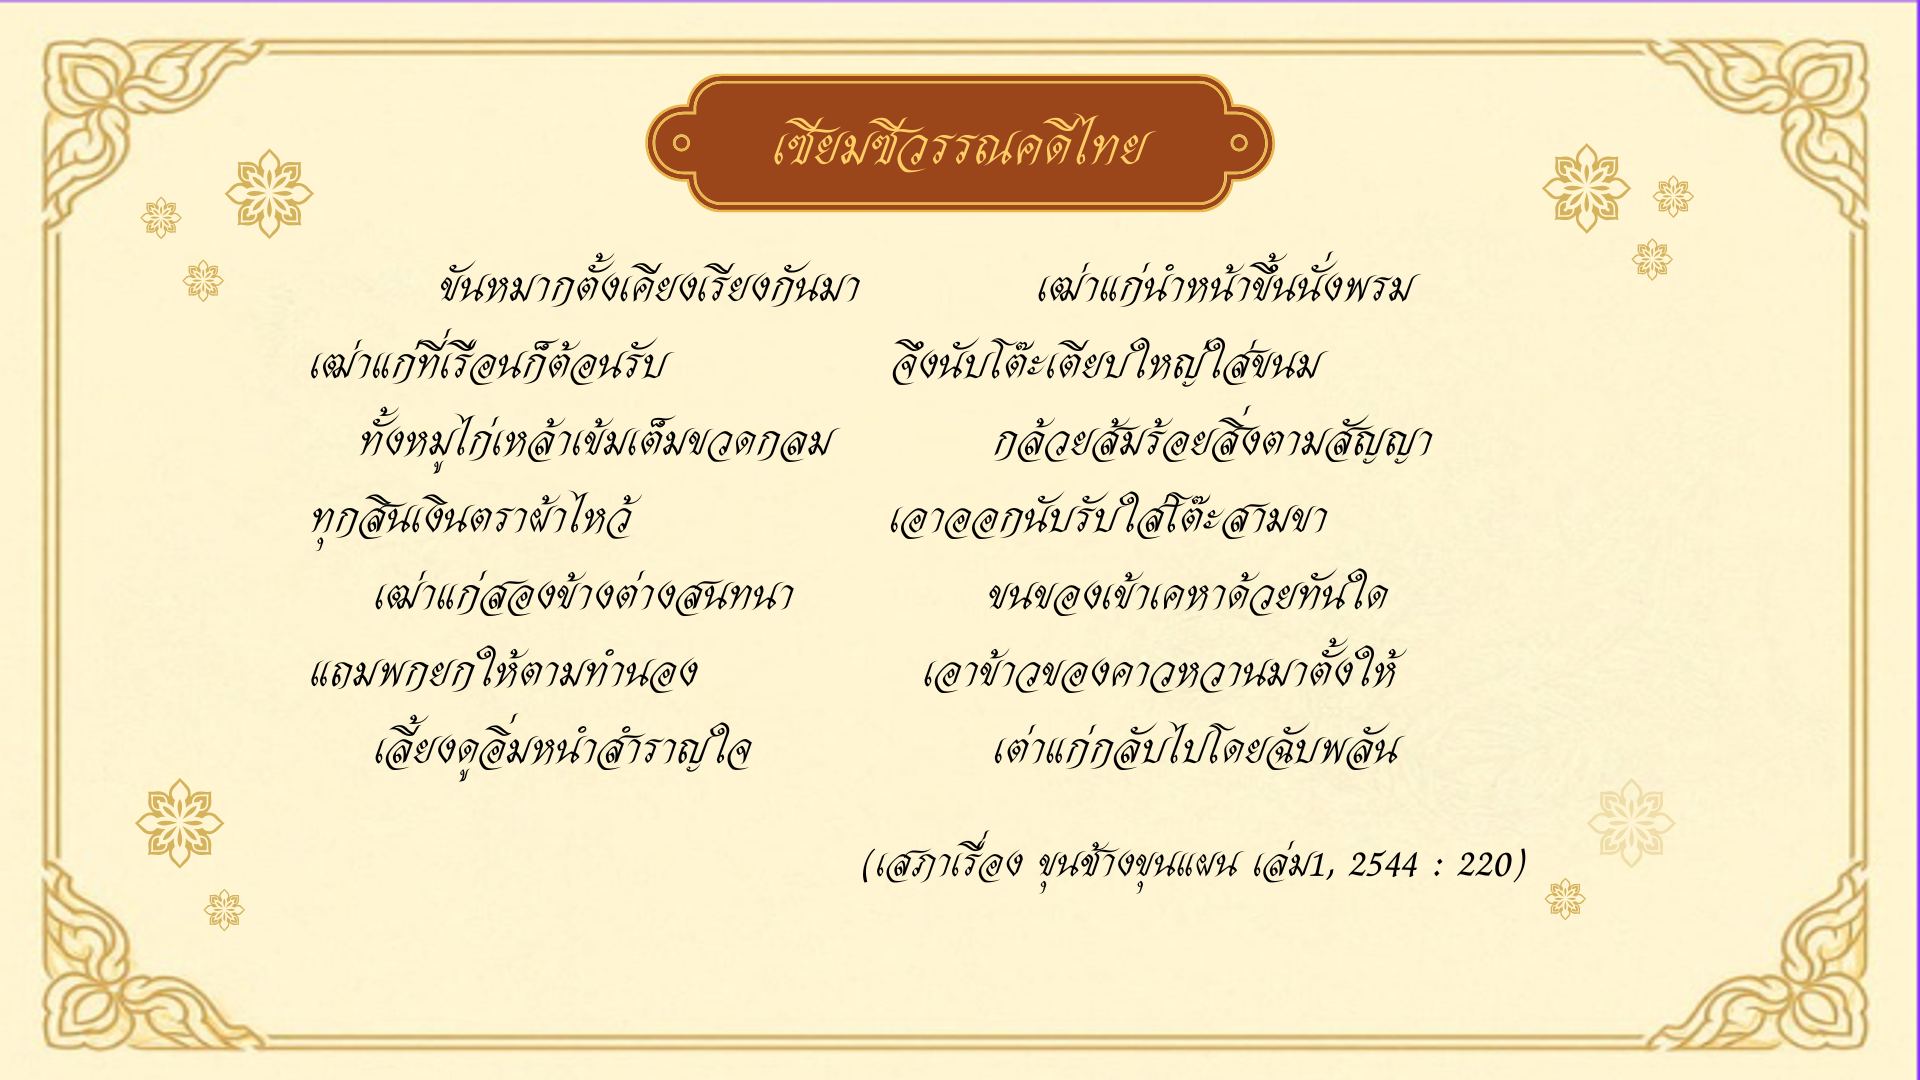 เซียมซีวรรณคดีไทย
ขันหมากตั้งเคียงเรียงกันมา เฒ่าแก่นำหน้าขึ้นนั่งพรม
เฒ่าแก่ที่เรือนก็ต้อนรับ จึงนับโต๊ะเตียบใหญ่ใส่ขนม
ทั้งหมูไก่เหล้าเข้มเต็มขวดกลม กล้วยส้มร้อยสิ่งตามสัญญา
ทุกสินเงินตราผ้าไหว้ เอาออกนับรับใส่โต๊ะสามขา
เฒ่าแก่สองข้างต่างสนทนา ขนของเข้าเคหาด้วยทันใด
แถมพกยกให้ตามทำนอง เอาข้าวของคาวหวานมาตั้งให้
เลี้ยงดูอิ่มหนำสำราญใจ เต่าแก่กลับไปโดยฉับพลัน
(เสภาเรื่อง ขุนช้างขุนแผน เล่ม1, 2544 : 220)